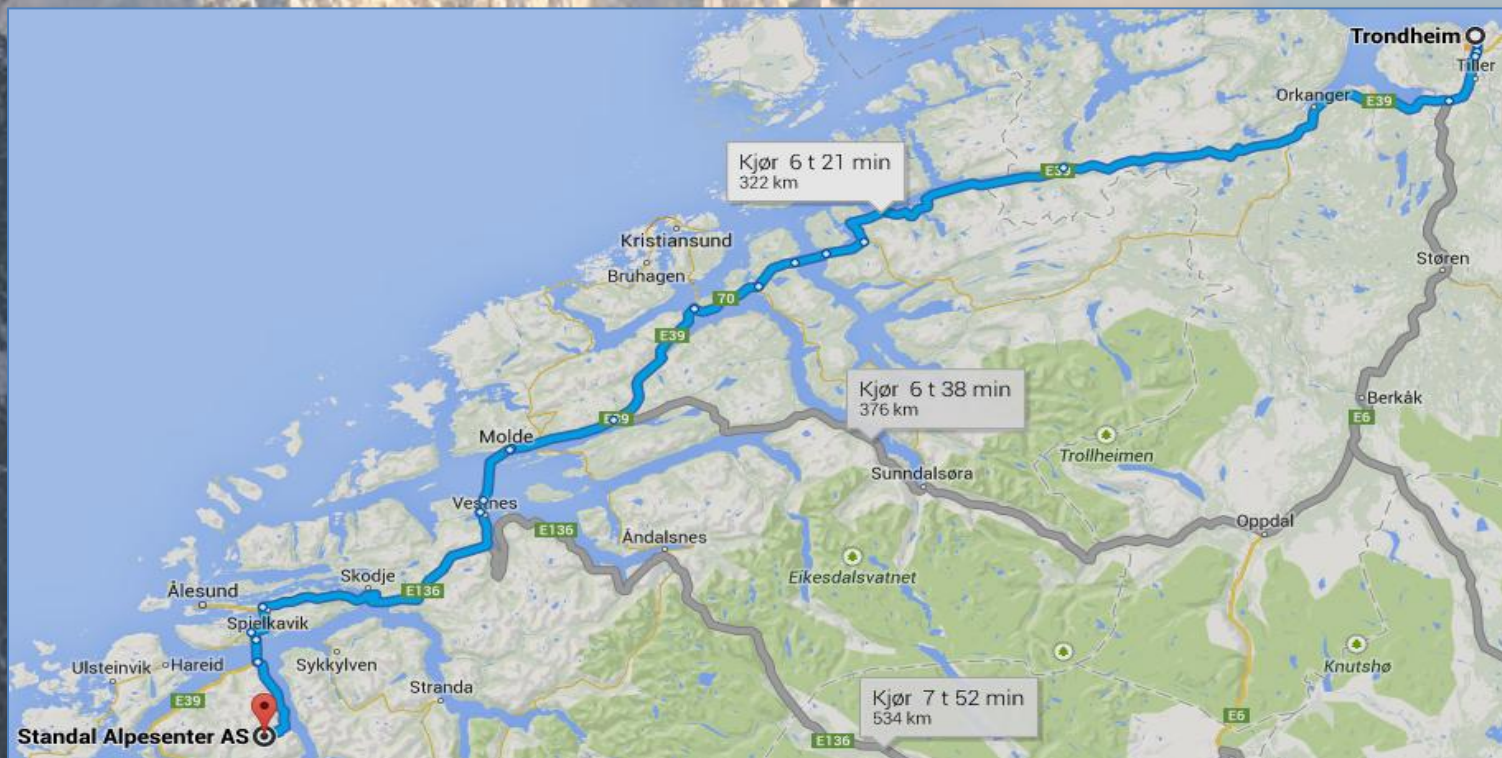 Trondheim
Tiller
Orkanger
E39
Kjør 6 t 21 min
322 km
E39
Kristiansund
Bruhagen
Støren
70
E39
Kjør 6 t 38 min
376 km
Berkåk
E6
E39
Molde
Trollheimen
Sunndalsøra
Vestnes
E136
Åndalsnes
Oppdal
Eikesdalsvatnet
Skodje
E136
Ålesund
Spjelkavik
Ulsteinvik
Hareid
Sykkylven
Knutshø
Stranda
E39
Kjør 7 t 52 min
534 km
E6
Standal Alpesenter AS
E136